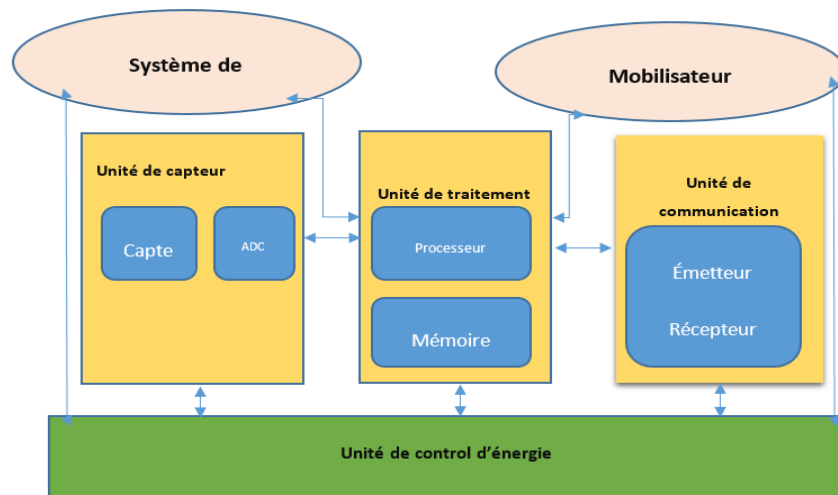 Système de
Mobilisateur
Unité de capteur
Capte
ADC
Unité de traitement
Processeur
Mémoire
Unité de
communication
Émetteur
Récepteur
Unité de control d'énergie